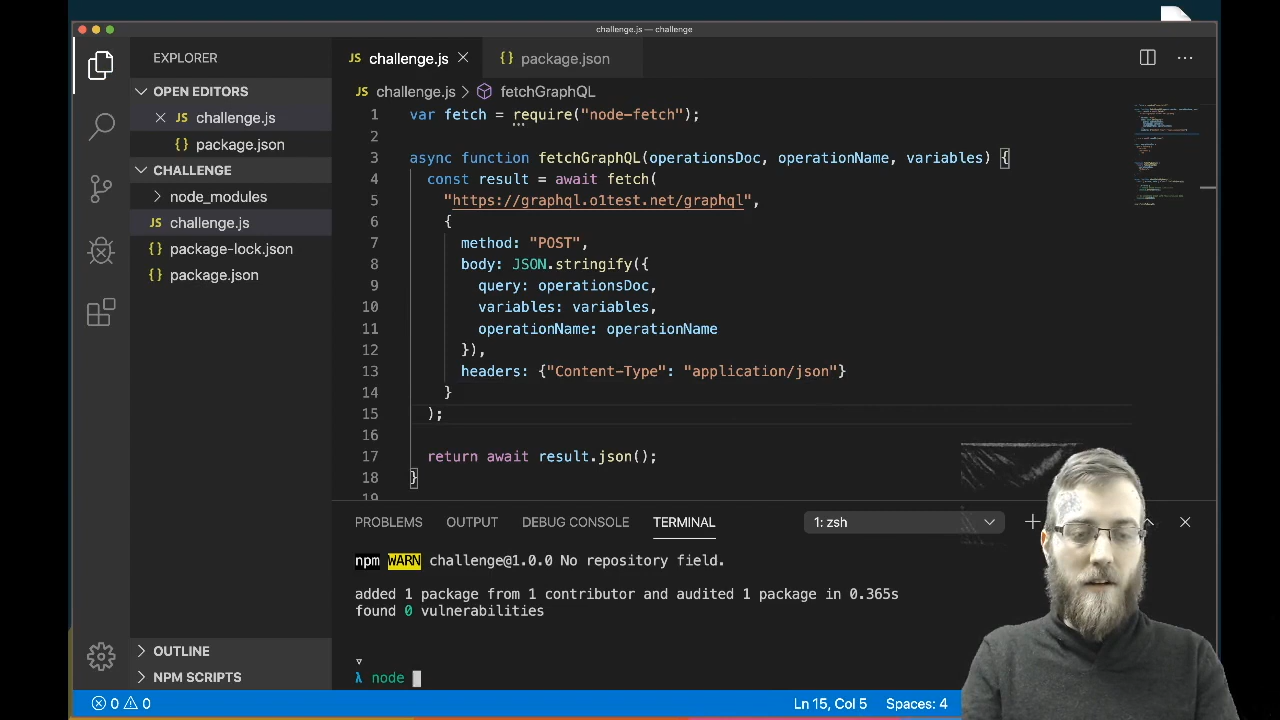 challenge.js — challenge
EXPLORER
OPEN EDITORS
JS challenge.js
{} package.json
CHALLENGE
node_modules
JS challenge.js
{} package-lock.json
{} package.json
OUTLINE
NPM SCRIPTS
JS challenge.js
{} package.json
JS challenge.js > fetchGraphQL
1 var fetch = require("node-fetch");
2
3 async function fetchGraphQL(operationsDoc, operationName, variables) {
4 const result = await fetch(
5 "https://graphql.o1test.net/graphql",
6 {
7 method: "POST",
8 body: JSON.stringify({
9 query: operationsDoc,
10 variables: variables,
11 operationName: operationName
12 }),
13 headers: {"Content-Type": "application/json"}
14 }
15 );
16
17 return await result.json();
18 }
19
PROBLEMS OUTPUT DEBUG CONSOLE TERMINAL 1: zsh
npm WARN challenge@1.0.0 No repository field.
added 1 package from 1 contributor and audited 1 package in 0.365s
found 0 vulnerabilities
λ node
0 0 Ln 15, Col 5 Spaces: 4